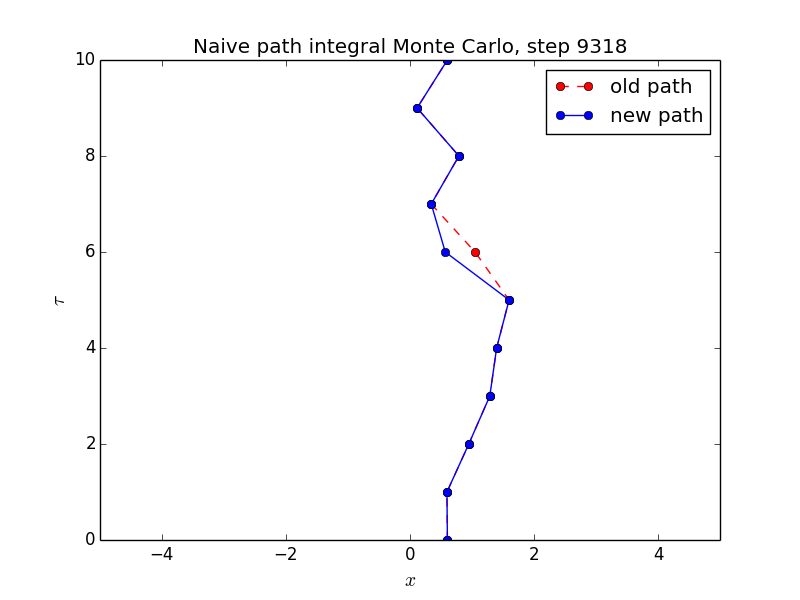 Naive path integral Monte Carlo, step 9318
old path
new path
10
8
6
4
2
0
τ
−4
−2
0
2
4
x